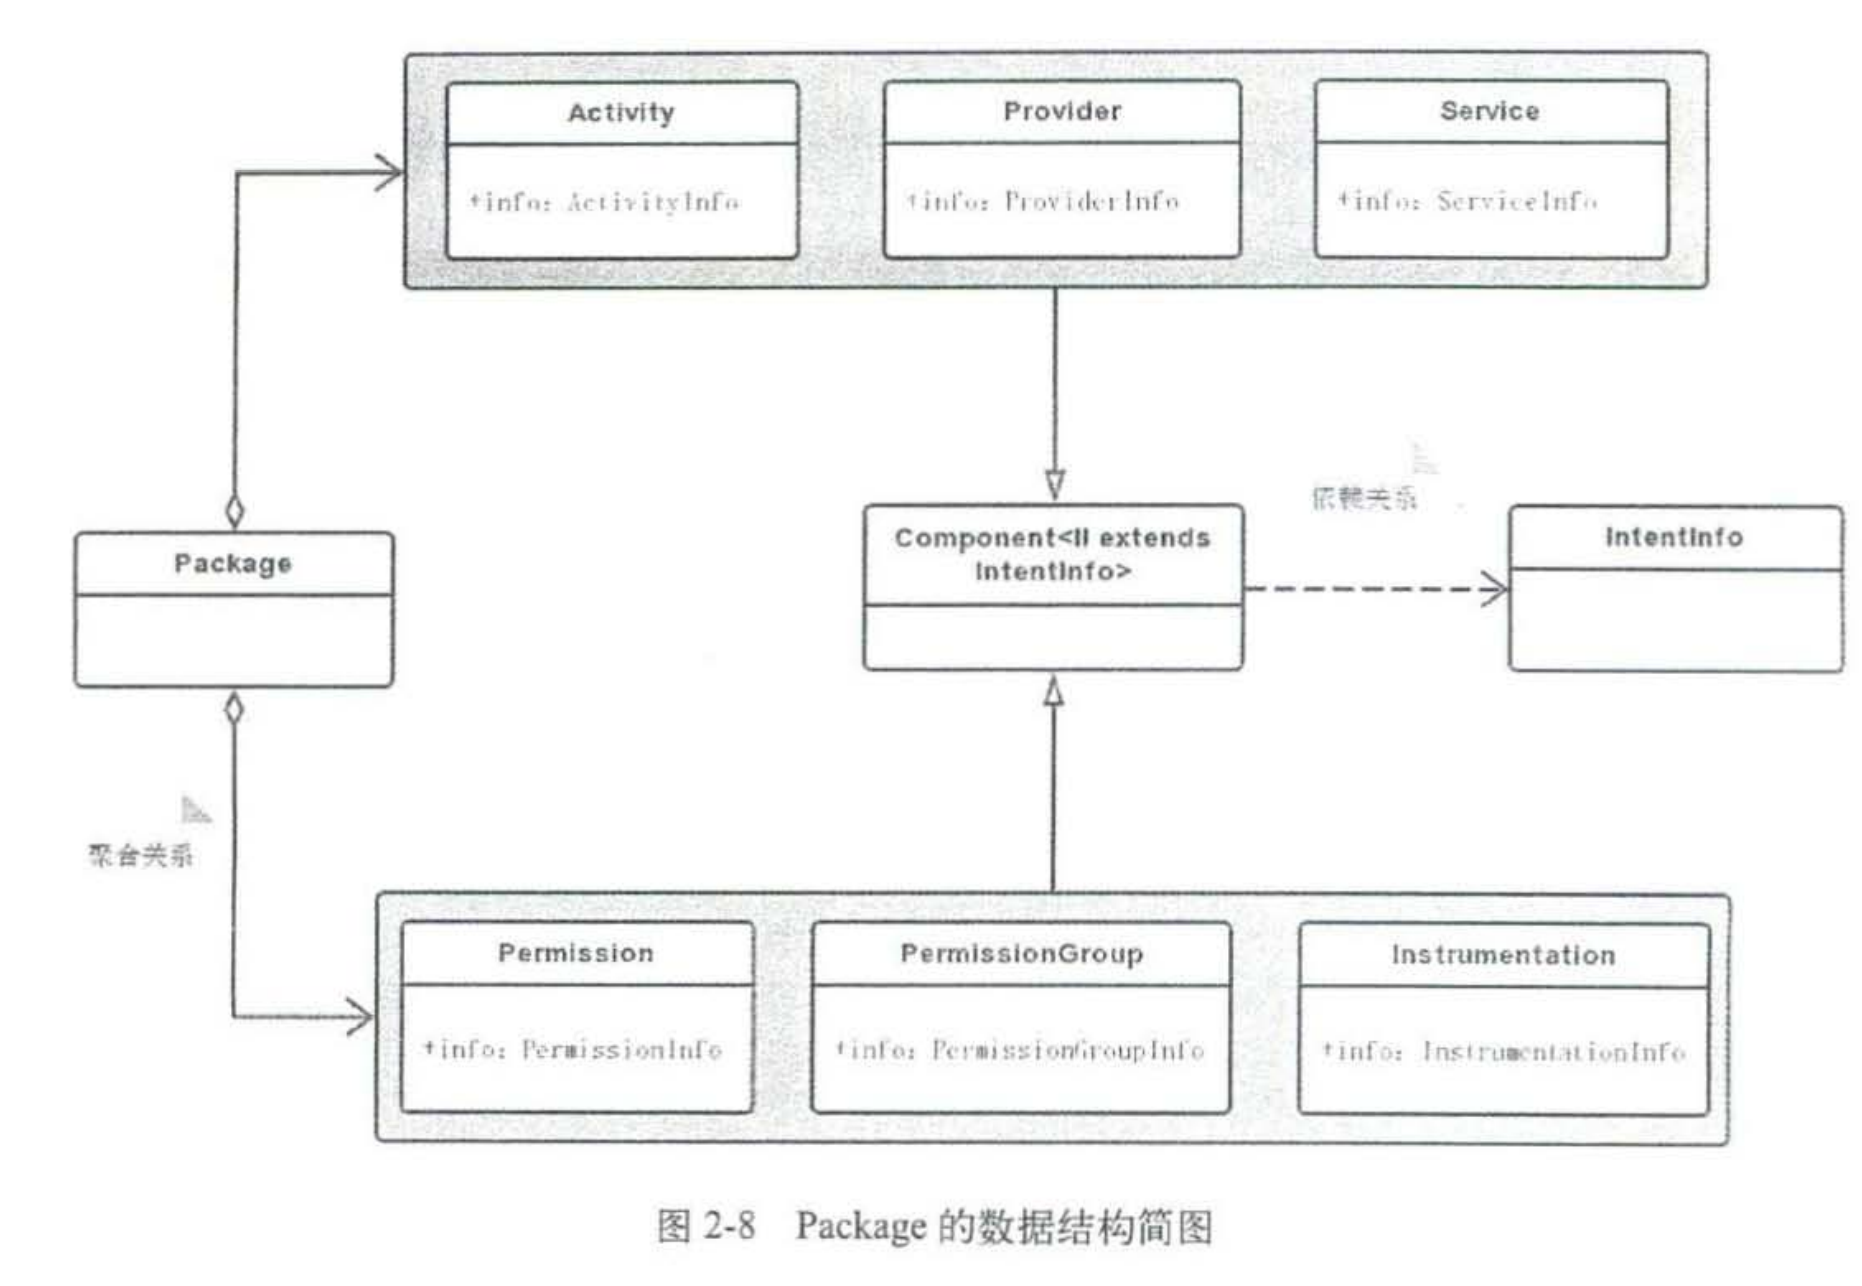 Activity
Provider
Service
+info: ActivityInfo
+info: ProviderInfo
+info: ServiceInfo
依赖关系
Package
Component<II extends
IntentInfo>
IntentInfo
聚合关系
Permission
PermissionGroup
Instrumentation
+info: PermissionInfo
+info: PermissionGroupInfo
+info: InstrumentationInfo
图 2-8 Package 的数据结构简图